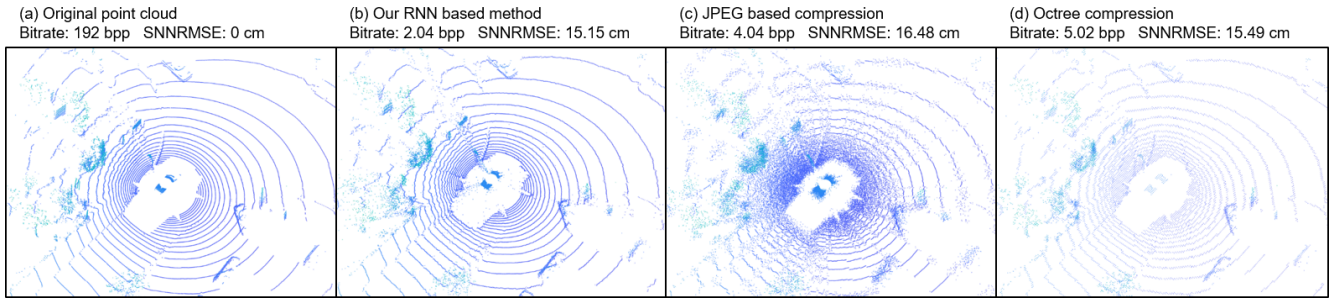 (a) Original point cloud
Bitrate: 192 bpp   SNNRMSE: 0 cm
(b) Our RNN based method
Bitrate: 2.04 bpp   SNNRMSE: 15.15 cm
(c) JPEG based compression
Bitrate: 4.04 bpp   SNNRMSE: 16.48 cm
(d) Octree compression
Bitrate: 5.02 bpp   SNNRMSE: 15.49 cm